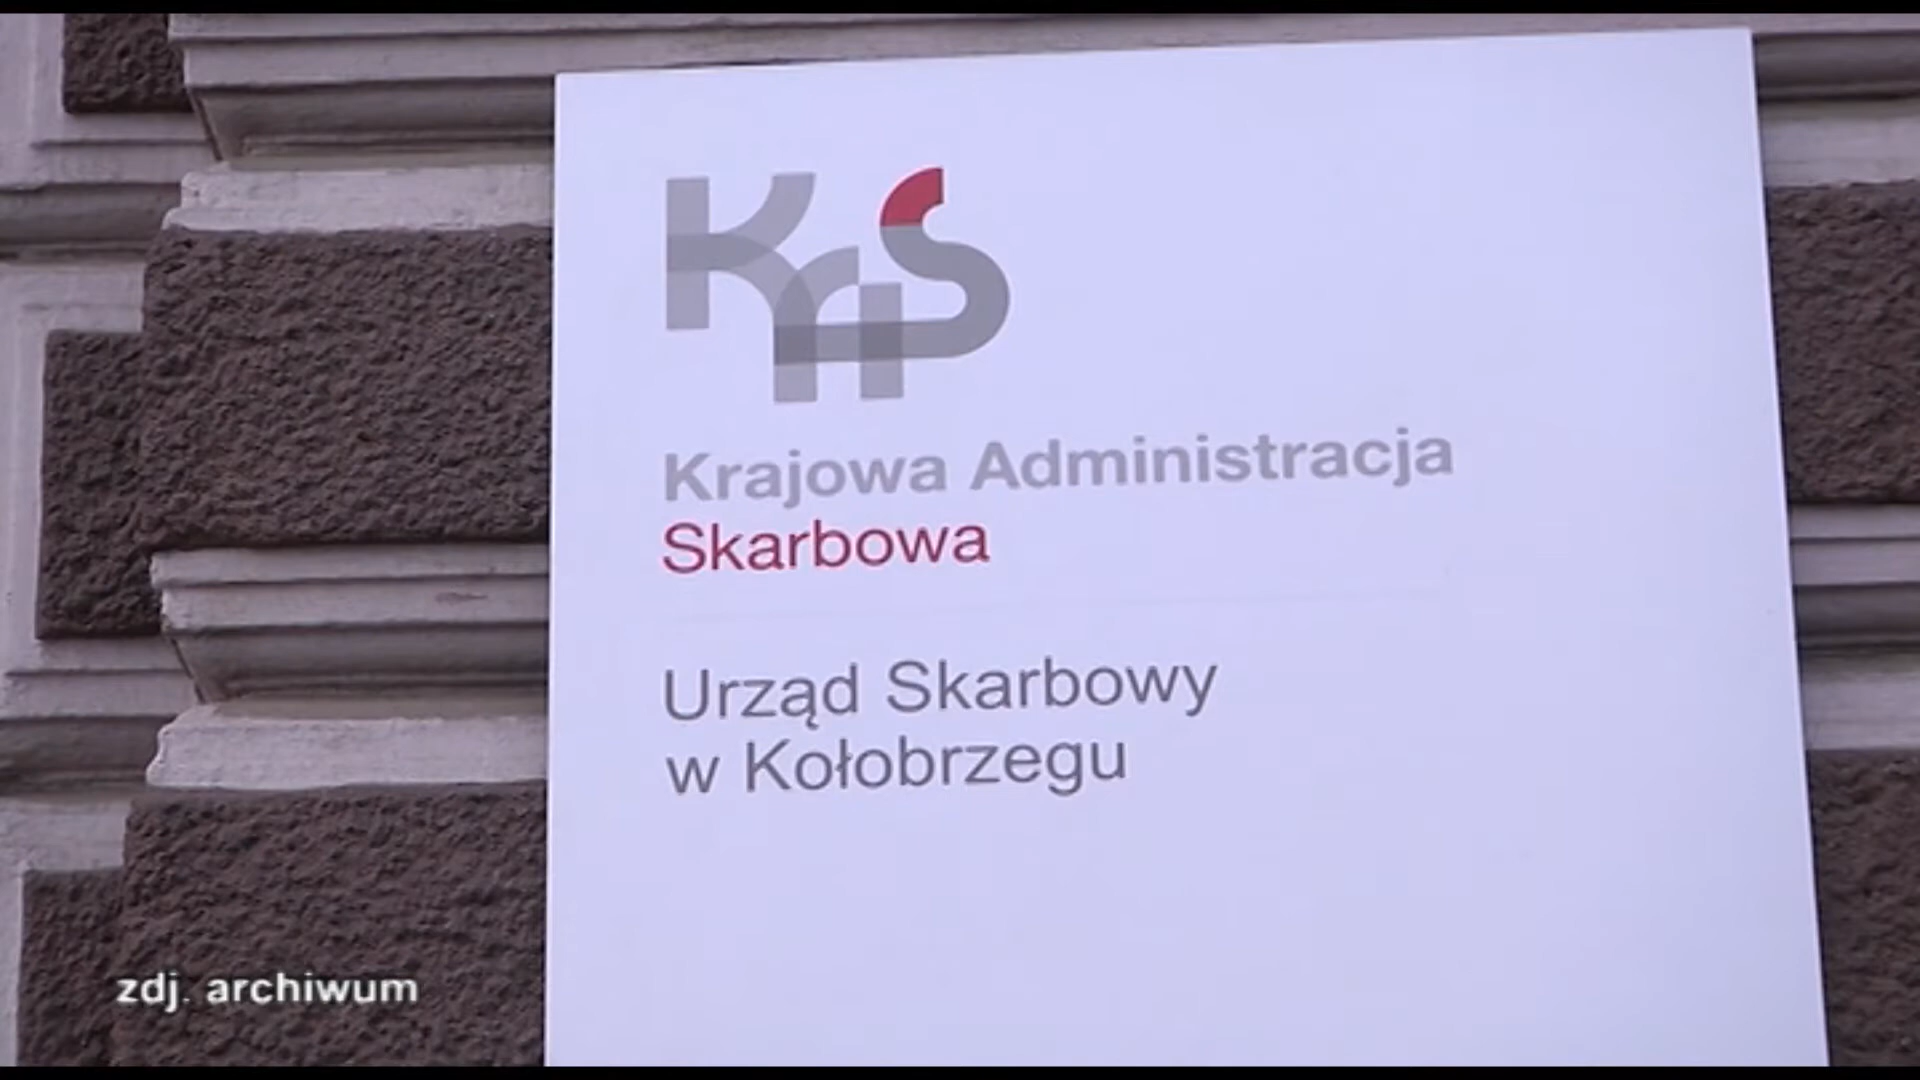 KAS
Krajowa Administracja
Skarbowa
Urząd Skarbowy
w Kołobrzegu
zdj. archiwum